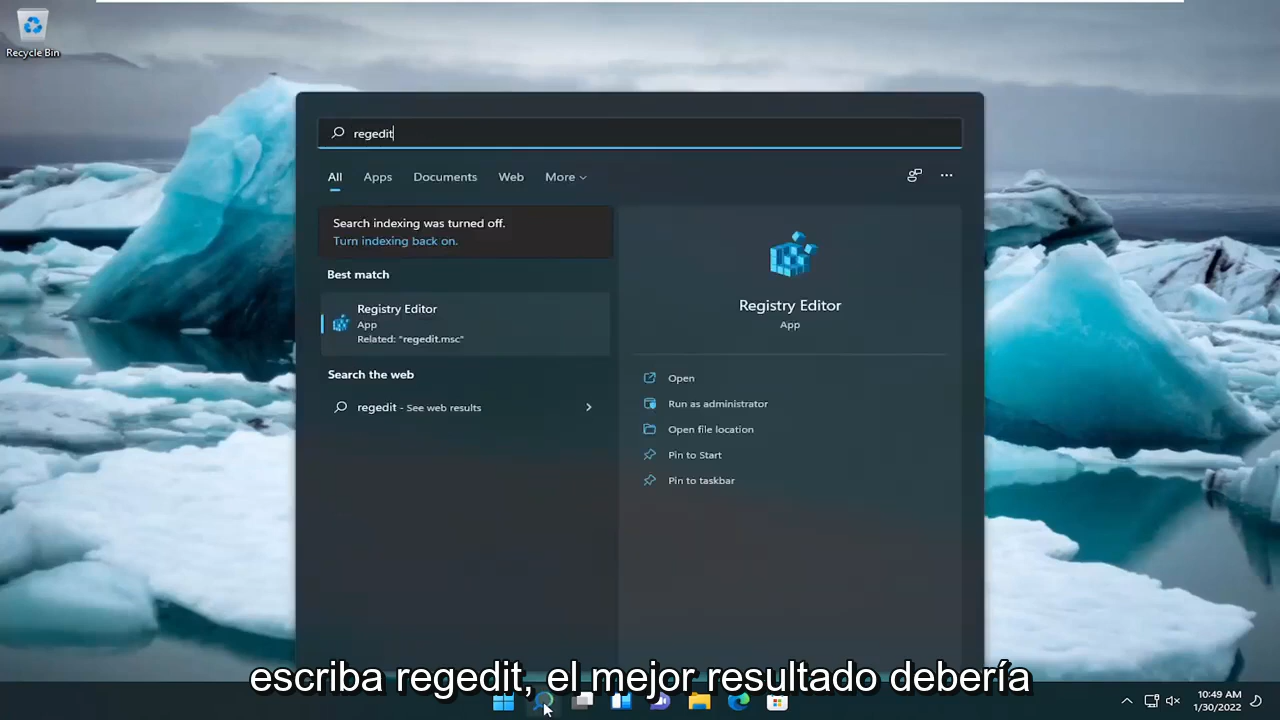 Recycle Bin
regedit
All Apps Documents Web More
Search indexing was turned off.
Turn indexing back on.
Best match
Registry Editor
App
Related: "regedit.msc"
Search the web
regedit - See web results
Registry Editor
App
Open
Run as administrator
Open file location
Pin to Start
Pin to taskbar
escriba regedit, el mejor resultado debería
10:49 AM
1/30/2022